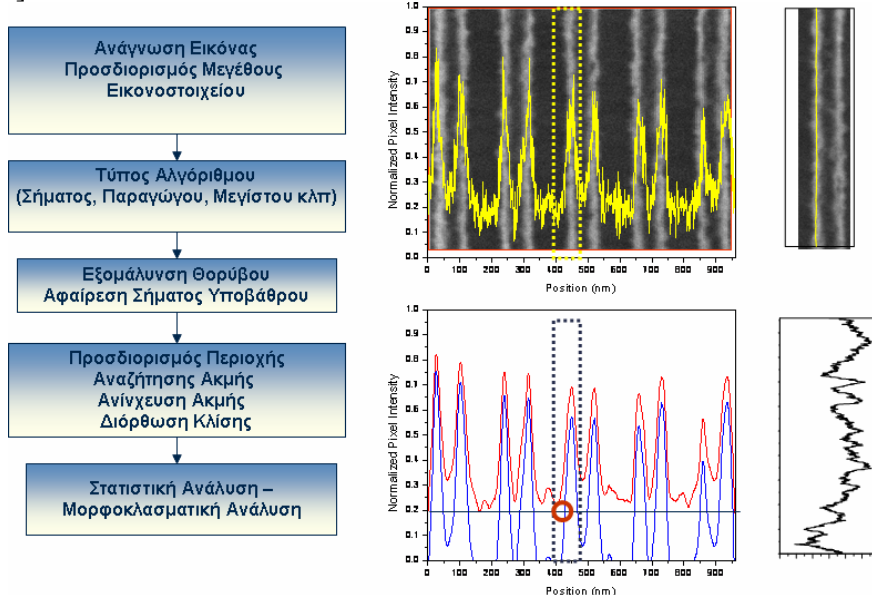 Ανάγνωση Εικόνας
Προσδιορισμός Μεγέθους
Εικονοστοιχείου
Τύπος Αλγόριθμου
(Σήματος, Παραγώγου, Μεγίστου κλπ)
Εξομάλυνση Θορύβου
Αφαίρεση Σήματος Υποβάθρου
Προσδιορισμός Περιοχής
Αναζήτησης Ακμής
Ανίνχευση Ακμής
Διόρθωση Κλίσης
Στατιστική Ανάλυση –
Μορφοκλασματική Ανάλυση
Normalized Pixel Intensity
1.0
0.9
0.8
0.7
0.6
0.5
0.4
0.3
0.2
0.1
0.0
0 100 200 300 400 500 600 700 800 900
Position (nm)
Normalized Pixel Intensity
1.0
0.9
0.8
0.7
0.6
0.5
0.4
0.3
0.2
0.1
0.0
0 100 200 300 400 500 600 700 800 900
Position (nm)